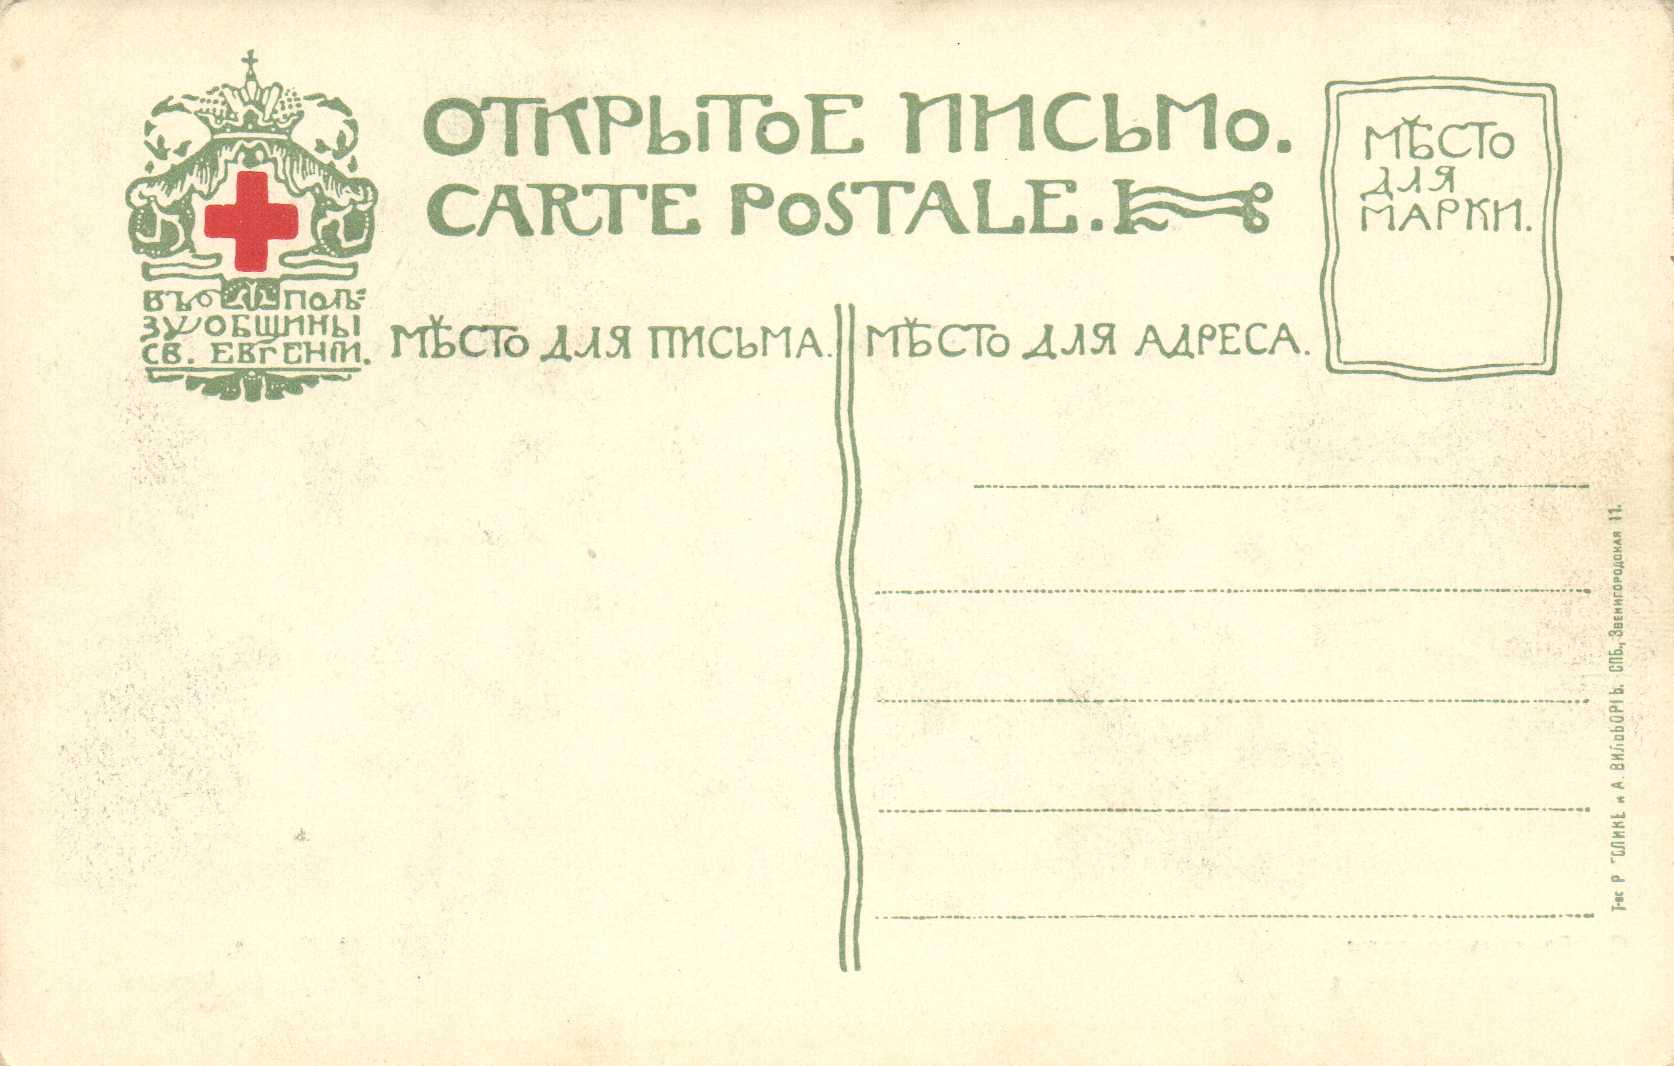 ОТКРЫТОЕ ПИСЬМО.
CARTE POSTALE.
МѢСТО
ДЛЯ
МАРКИ.
ВЪ ПОЛЬ-
ЗУ ОБЩИНЫ
СВ. ЕВГЕНІИ.
МѢСТО ДЛЯ ПИСЬМА.
МѢСТО ДЛЯ АДРЕСА.
Т-во Р. ГОЛИКЕ и А. ВИЛЬБОРГЪ. СПБ., Звенигородская 11.